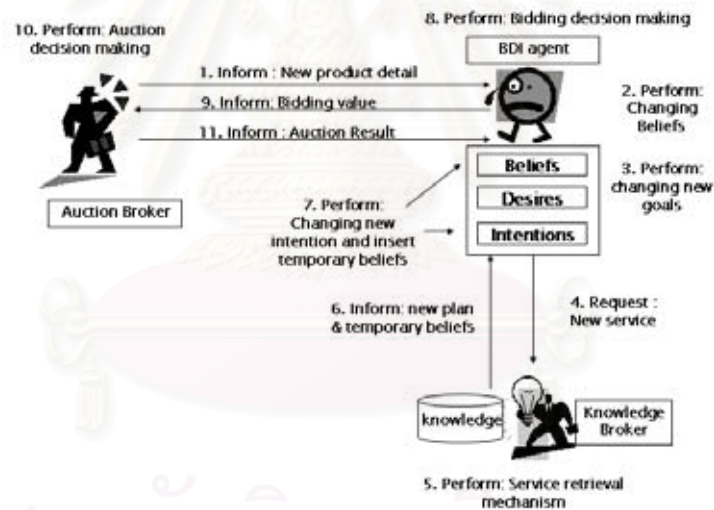 10. Perform: Auction
decision making
8. Perform: Bidding decision making
BDI agent
1. Inform : New product detail
9. Inform: Bidding value
11. Inform : Auction Result
2. Perform:
Changing
Beliefs
Beliefs
Desires
Intentions
3. Perform:
changing new
goals
Auction Broker
7. Perform:
Changing new
intention and insert
temporary beliefs
6. Inform: new plan
& temporary beliefs
4. Request :
New service
knowledge
Knowledge
Broker
5. Perform: Service retrieval
mechanism